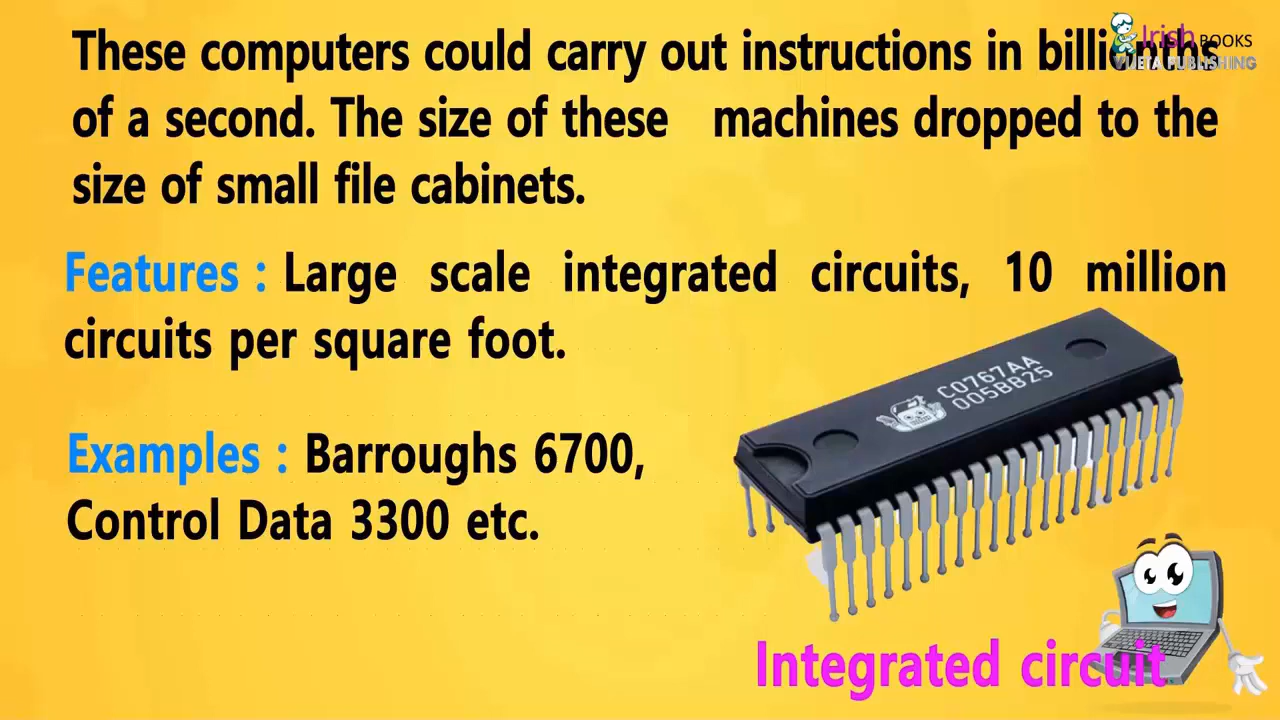 These computers could carry out instructions in billionths
of a second. The size of these machines dropped to the
size of small file cabinets.
Features : Large scale integrated circuits, 10 million
circuits per square foot.
Examples : Barroughs 6700,
Control Data 3300 etc.
C0767AA
005BB25
Integrated circuit
Irish BOOKS
PUBLISHING